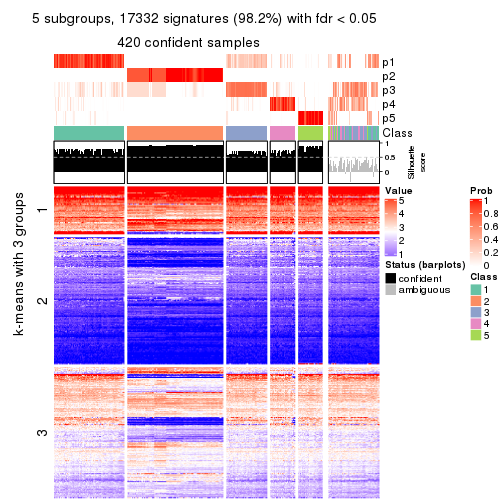 5 subgroups, 17332 signatures (98.2%) with fdr < 0.05
420 confident samples
p1
p2
p3
p4
p5
Class
1
0.5
0
Silhouette
score
k-means with 3 groups
1
2
3
Value
5
4
3
2
1
Status (barplots)
confident
ambiguous
Prob
1
0.8
0.6
0.4
0.2
0
Class
1
2
3
4
5